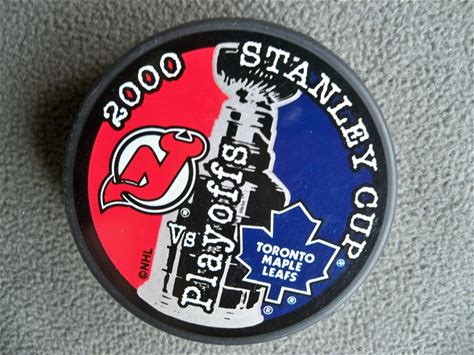 2000
STANLEY CUP
Playoffs
VS
TORONTO
MAPLE
LEAFS
®
®
®
©NHL